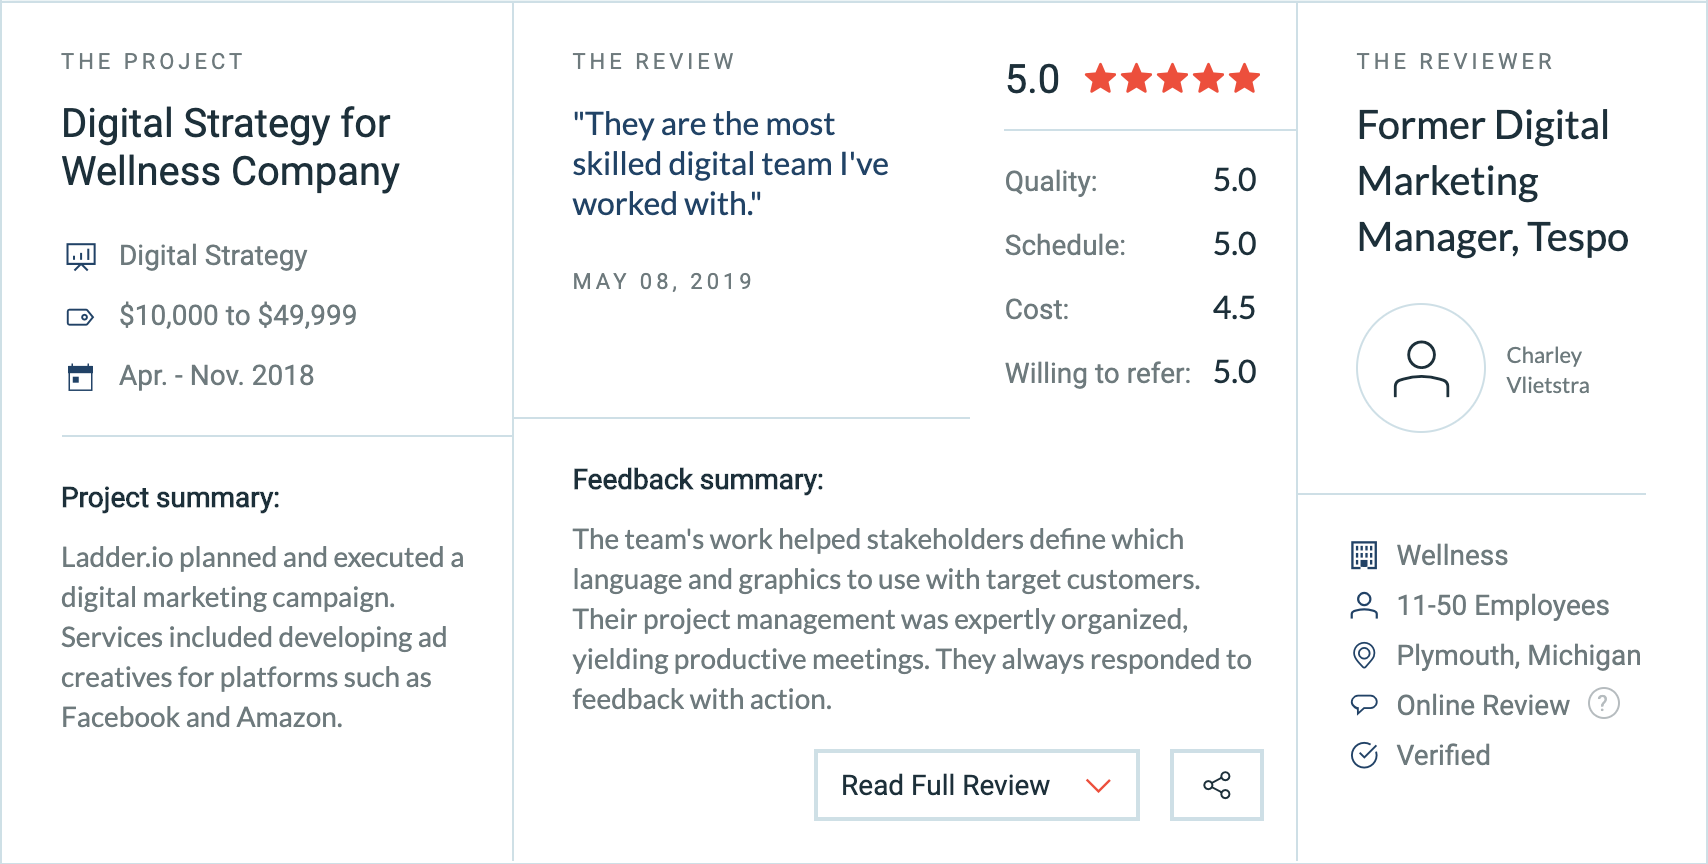 THE PROJECT
Digital Strategy for
Wellness Company
Digital Strategy
$10,000 to $49,999
Apr. - Nov. 2018
Project summary:
Ladder.io planned and executed a
digital marketing campaign.
Services included developing ad
creatives for platforms such as
Facebook and Amazon.
THE REVIEW
"They are the most
skilled digital team I've
worked with."
MAY 08, 2019
5.0
Quality: 5.0
Schedule: 5.0
Cost: 4.5
Willing to refer: 5.0
Feedback summary:
The team's work helped stakeholders define which
language and graphics to use with target customers.
Their project management was expertly organized,
yielding productive meetings. They always responded to
feedback with action.
Read Full Review
THE REVIEWER
Former Digital
Marketing
Manager, Tespo
Charley
Vlietstra
Wellness
11-50 Employees
Plymouth, Michigan
Online Review ?
Verified